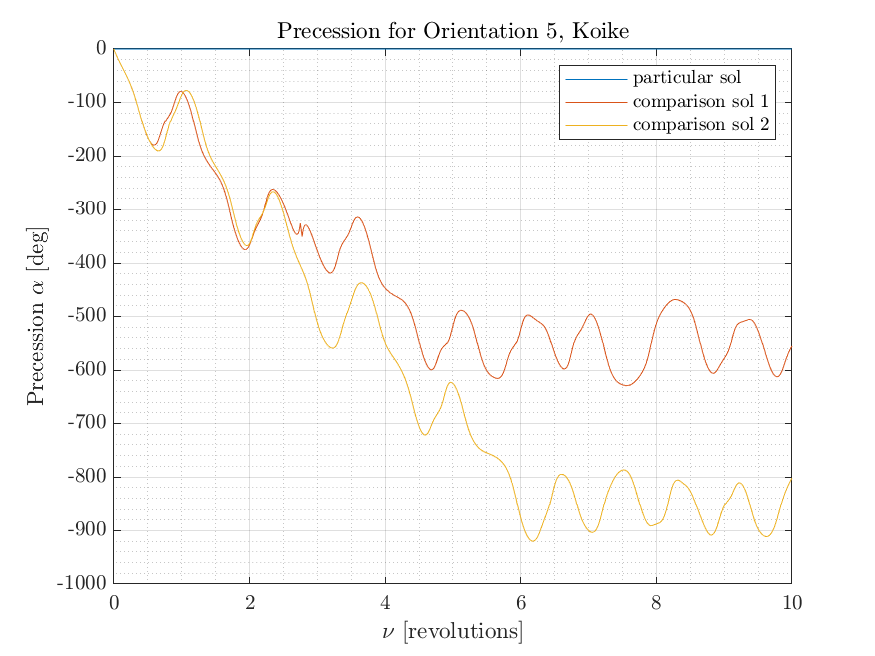 Precession for Orientation 5, Koike
particular sol
comparison sol 1
comparison sol 2
0
-100
-200
-300
-400
-500
-600
-700
-800
-900
-1000
Precession α [deg]
0 2 4 6 8 10
ν [revolutions]